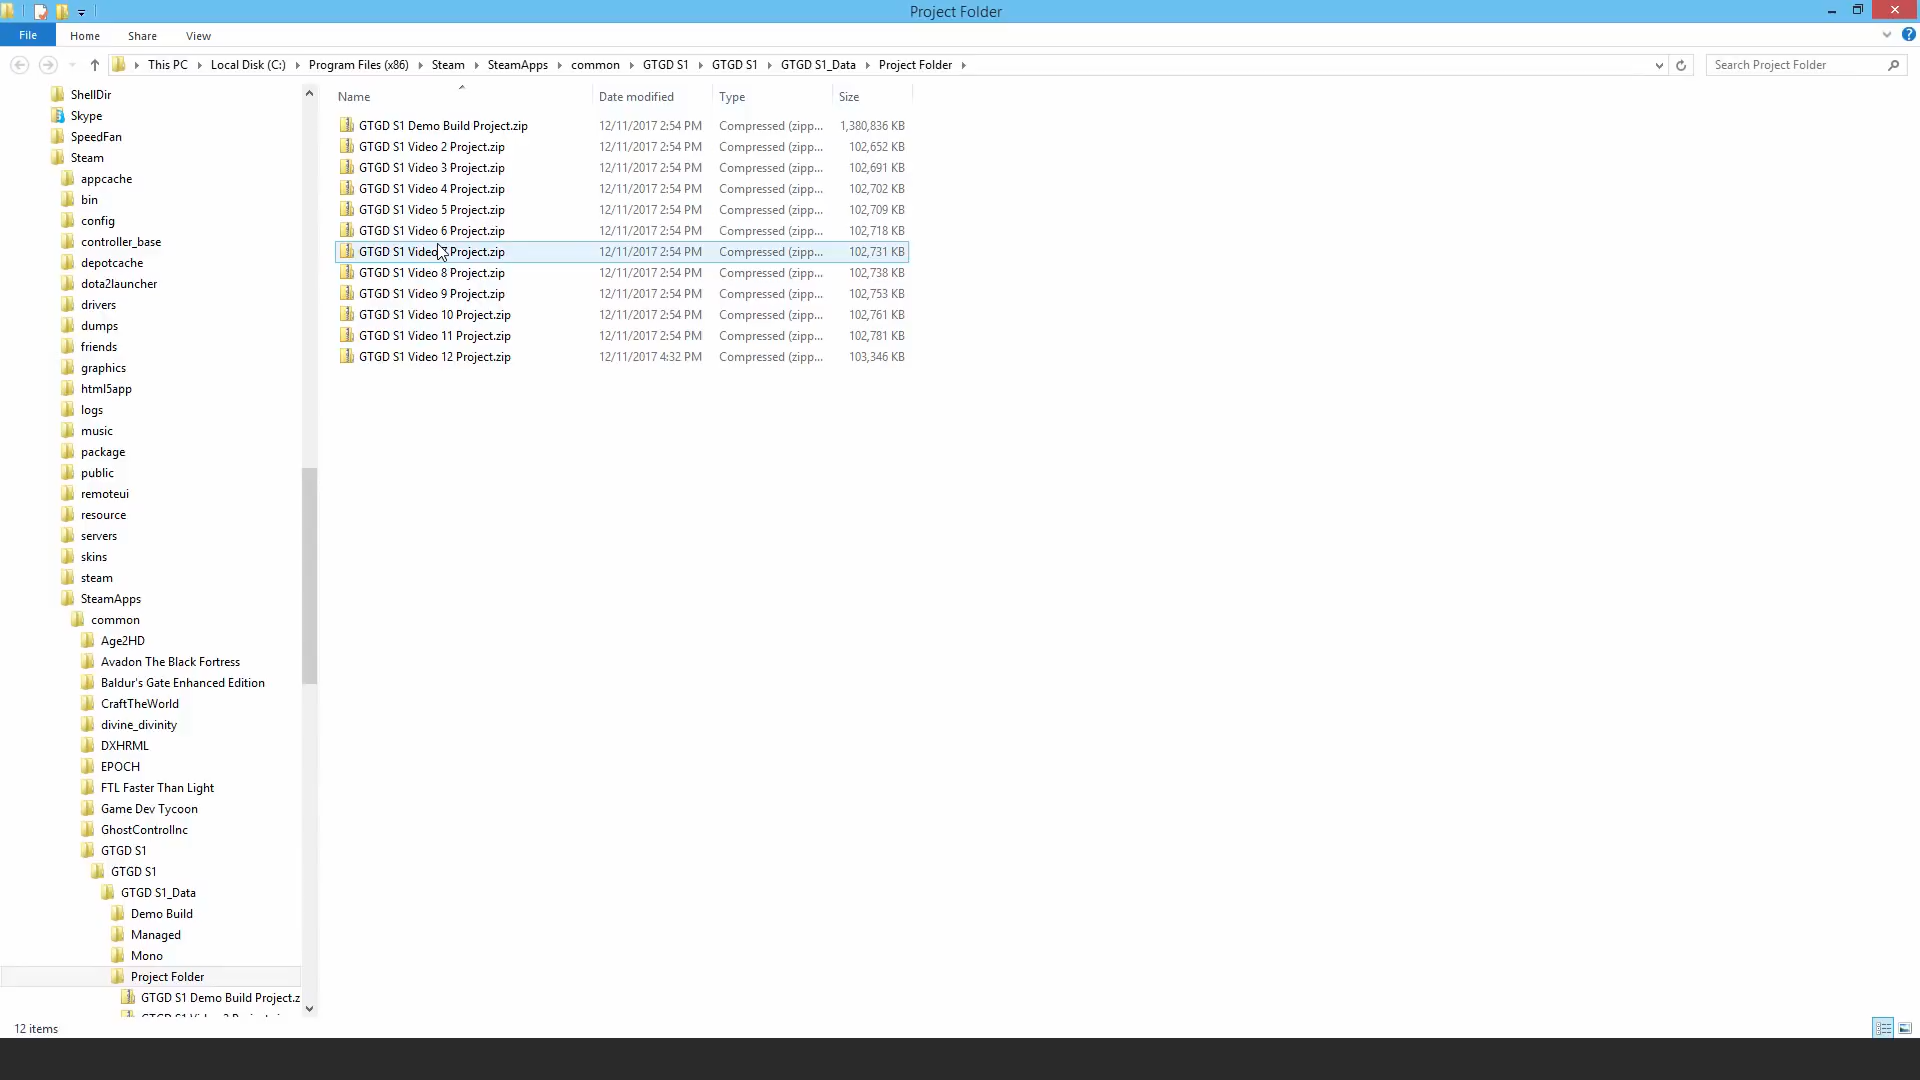 Project Folder
File Home Share View
This PC Local Disk (C:) Program Files (x86) Steam SteamApps common GTGD S1 GTGD S1 GTGD S1_Data Project Folder
Search Project Folder
ShellDir
Skype
SpeedFan
Steam
appcache
bin
config
controller_base
depotcache
dota2launcher
drivers
dumps
friends
graphics
html5app
logs
music
package
public
remoteui
resource
servers
skins
steam
SteamApps
common
Age2HD
Avadon The Black Fortress
Baldur's Gate Enhanced Edition
CraftTheWorld
divine_divinity
DXHRML
EPOCH
FTL Faster Than Light
Game Dev Tycoon
GhostControlInc
GTGD S1
GTGD S1
GTGD S1_Data
Demo Build
Managed
Mono
Project Folder
GTGD S1 Demo Build Project.z
Name Date modified Type Size
GTGD S1 Demo Build Project.zip 12/11/2017 2:54 PM Compressed (zipp... 1,380,836 KB
GTGD S1 Video 2 Project.zip 12/11/2017 2:54 PM Compressed (zipp... 102,652 KB
GTGD S1 Video 3 Project.zip 12/11/2017 2:54 PM Compressed (zipp... 102,691 KB
GTGD S1 Video 4 Project.zip 12/11/2017 2:54 PM Compressed (zipp... 102,702 KB
GTGD S1 Video 5 Project.zip 12/11/2017 2:54 PM Compressed (zipp... 102,709 KB
GTGD S1 Video 6 Project.zip 12/11/2017 2:54 PM Compressed (zipp... 102,718 KB
GTGD S1 Video Project.zip 12/11/2017 2:54 PM Compressed (zipp... 102,731 KB
GTGD S1 Video 8 Project.zip 12/11/2017 2:54 PM Compressed (zipp... 102,738 KB
GTGD S1 Video 9 Project.zip 12/11/2017 2:54 PM Compressed (zipp... 102,753 KB
GTGD S1 Video 10 Project.zip 12/11/2017 2:54 PM Compressed (zipp... 102,761 KB
GTGD S1 Video 11 Project.zip 12/11/2017 2:54 PM Compressed (zipp... 102,781 KB
GTGD S1 Video 12 Project.zip 12/11/2017 4:32 PM Compressed (zipp... 103,346 KB
12 items